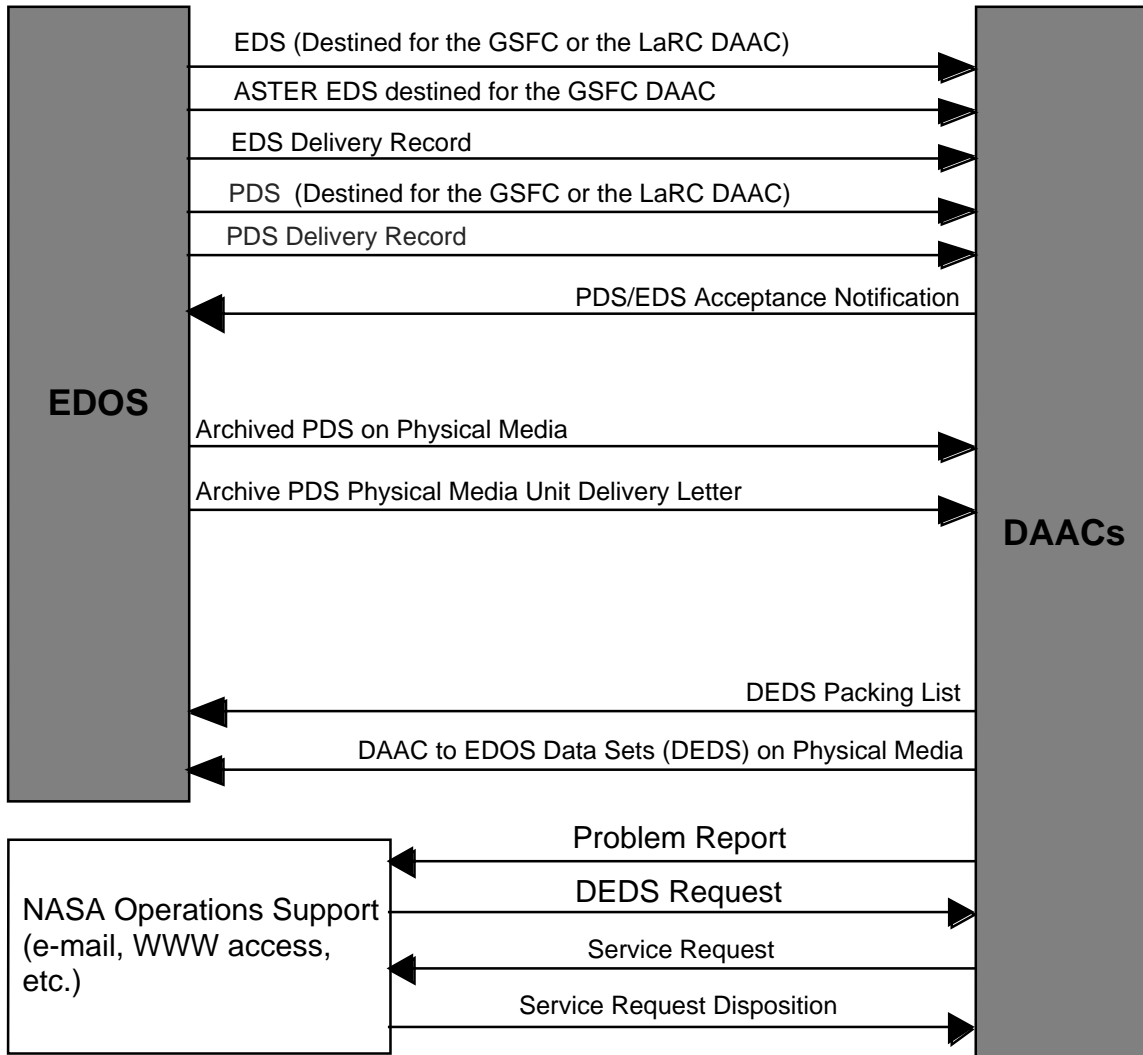 EDS (Destined for the GSFC or the LaRC DAAC)
ASTER EDS destined for the GSFC DAAC
EDS Delivery Record
PDS (Destined for the GSFC or the LaRC DAAC)
PDS Delivery Record
PDS/EDS Acceptance Notification
EDOS
Archived PDS on Physical Media
Archive PDS Physical Media Unit Delivery Letter
DAACs
DEDS Packing List
DAAC to EDOS Data Sets (DEDS) on Physical Media
Problem Report
DEDS Request
NASA Operations Support
(e-mail, WWW access,
etc.)
Service Request
Service Request Disposition